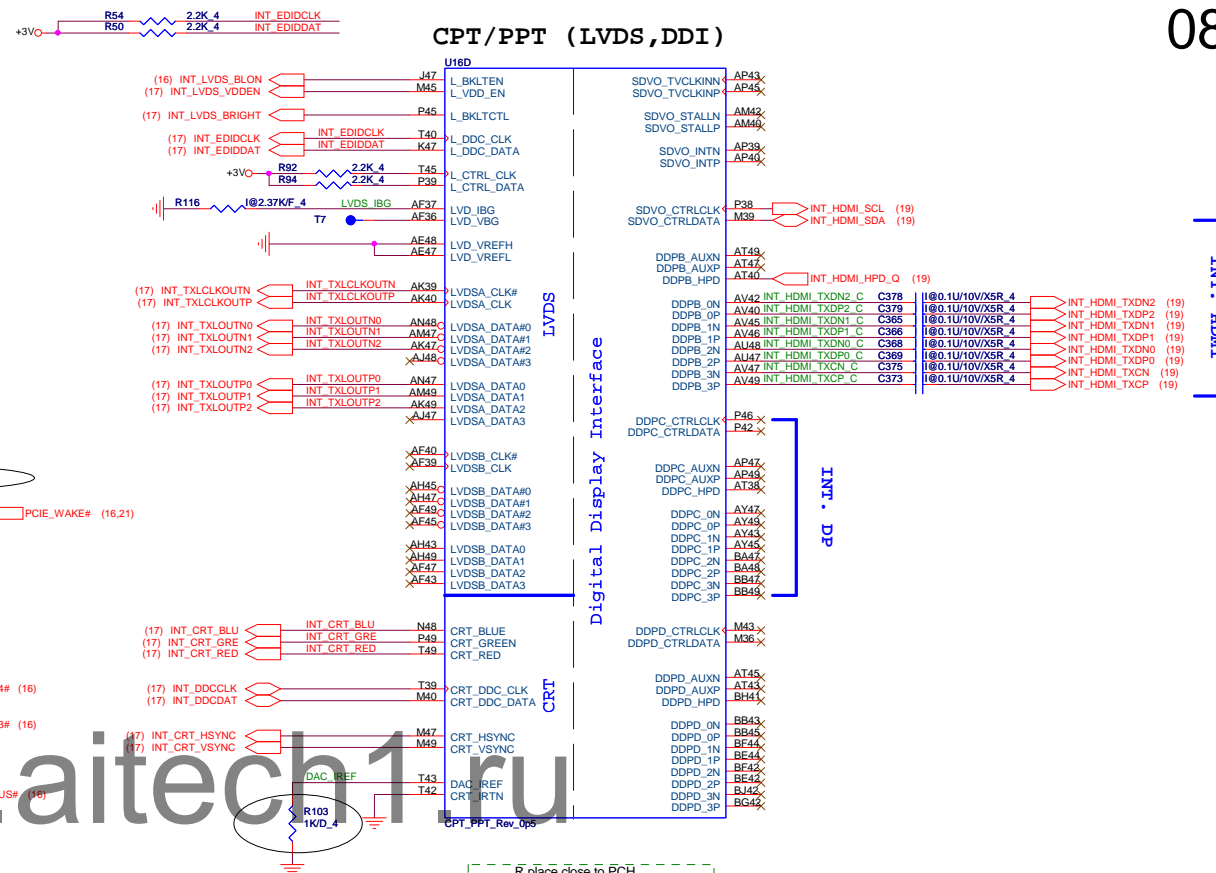 R54 2.2K_4 INT_EDIDCLK
+3V R50 2.2K_4 INT_EDIDDAT
08
CPT/PPT (LVDS,DDI)
U16D
(16) INT_LVDS_BLON J47 L_BKLTEN
(17) INT_LVDS_VDDEN M45 L_VDD_EN
(17) INT_LVDS_BRIGHT P45 L_BKLTCTL
(17) INT_EDIDCLK INT_EDIDCLK T40 L_DDC_CLK
(17) INT_EDIDDAT INT_EDIDDAT K47 L_DDC_DATA
+3V R92 2.2K_4 T45 L_CTRL_CLK
R94 2.2K_4 P39 L_CTRL_DATA
R116 I@2.37K/F_4 LVDS_IBG AF37 LVD_IBG
T7 AF36 LVD_VBG
AE48 LVD_VREFH
AE47 LVD_VREFL
(17) INT_TXLCLKOUTN INT_TXLCLKOUTN AK39 LVDSA_CLK#
(17) INT_TXLCLKOUTP INT_TXLCLKOUTP AK40 LVDSA_CLK
(17) INT_TXLOUTN0 INT_TXLOUTN0 AN48 LVDSA_DATA#0
(17) INT_TXLOUTN1 INT_TXLOUTN1 AM47 LVDSA_DATA#1
(17) INT_TXLOUTN2 INT_TXLOUTN2 AK47 LVDSA_DATA#2
AJ48 LVDSA_DATA#3
(17) INT_TXLOUTP0 INT_TXLOUTP0 AN47 LVDSA_DATA0
(17) INT_TXLOUTP1 INT_TXLOUTP1 AM49 LVDSA_DATA1
(17) INT_TXLOUTP2 INT_TXLOUTP2 AK49 LVDSA_DATA2
AJ47 LVDSA_DATA3
AF40 LVDSB_CLK#
AF39 LVDSB_CLK
AH45 LVDSB_DATA#0
AH47 LVDSB_DATA#1
AF49 LVDSB_DATA#2
AF45 LVDSB_DATA#3
AH43 LVDSB_DATA0
AH49 LVDSB_DATA1
AF47 LVDSB_DATA2
AF43 LVDSB_DATA3
PCIE_WAKE# (16,21)
(17) INT_CRT_BLU INT_CRT_BLU N48 CRT_BLUE
(17) INT_CRT_GRE INT_CRT_GRE P49 CRT_GREEN
(17) INT_CRT_RED INT_CRT_RED T49 CRT_RED
(17) INT_DDCCLK T39 CRT_DDC_CLK
(17) INT_DDCDAT M40 CRT_DDC_DATA
(17) INT_CRT_HSYNC M47 CRT_HSYNC
(17) INT_CRT_VSYNC M49 CRT_VSYNC
DAC_IREF T43 DAC_IREF
T42 CRT_IRTN
R103
1K/D_4
CPT_PPT_Rev_0p5
4# (16)
3# (16)
US# (16)
LVDS
CRT
Digital Display Interface
SDVO_TVCLKINN AP43
SDVO_TVCLKINP AP45
SDVO_STALLN AM42
SDVO_STALLP AM40
SDVO_INTN AP39
SDVO_INTP AP40
SDVO_CTRLCLK P38 INT_HDMI_SCL (19)
SDVO_CTRLDATA M39 INT_HDMI_SDA (19)
DDPB_AUXN AT49
DDPB_AUXP AT47
DDPB_HPD AT40 INT_HDMI_HPD_Q (19)
DDPB_0N AV42 INT_HDMI_TXDN2_C C378 I@0.1U/10V/X5R_4 INT_HDMI_TXDN2 (19)
DDPB_0P AV40 INT_HDMI_TXDP2_C C379 I@0.1U/10V/X5R_4 INT_HDMI_TXDP2 (19)
DDPB_1N AV45 INT_HDMI_TXDN1_C C365 I@0.1U/10V/X5R_4 INT_HDMI_TXDN1 (19)
DDPB_1P AV46 INT_HDMI_TXDP1_C C366 I@0.1U/10V/X5R_4 INT_HDMI_TXDP1 (19)
DDPB_2N AU48 INT_HDMI_TXDN0_C C368 I@0.1U/10V/X5R_4 INT_HDMI_TXDN0 (19)
DDPB_2P AU47 INT_HDMI_TXDP0_C C369 I@0.1U/10V/X5R_4 INT_HDMI_TXDP0 (19)
DDPB_3N AV47 INT_HDMI_TXCN_C C375 I@0.1U/10V/X5R_4 INT_HDMI_TXCN (19)
DDPB_3P AV49 INT_HDMI_TXCP_C C373 I@0.1U/10V/X5R_4 INT_HDMI_TXCP (19)
DDPC_CTRLCLK P46
DDPC_CTRLDATA P42
DDPC_AUXN AP47
DDPC_AUXP AP49
DDPC_HPD AT38
DDPC_0N AY47
DDPC_0P AY49
DDPC_1N AY43
DDPC_1P AY45
DDPC_2N BA47
DDPC_2P BA48
DDPC_3N BB47
DDPC_3P BB49
INT. DP
DDPD_CTRLCLK M43
DDPD_CTRLDATA M36
DDPD_AUXN AT45
DDPD_AUXP AT43
DDPD_HPD BH41
DDPD_0N BB43
DDPD_0P BB45
DDPD_1N BF44
DDPD_1P BE44
DDPD_2N BF42
DDPD_2P BE42
DDPD_3N BJ42
DDPD_3P BG42
.aitech1.ru
R place close to PCH